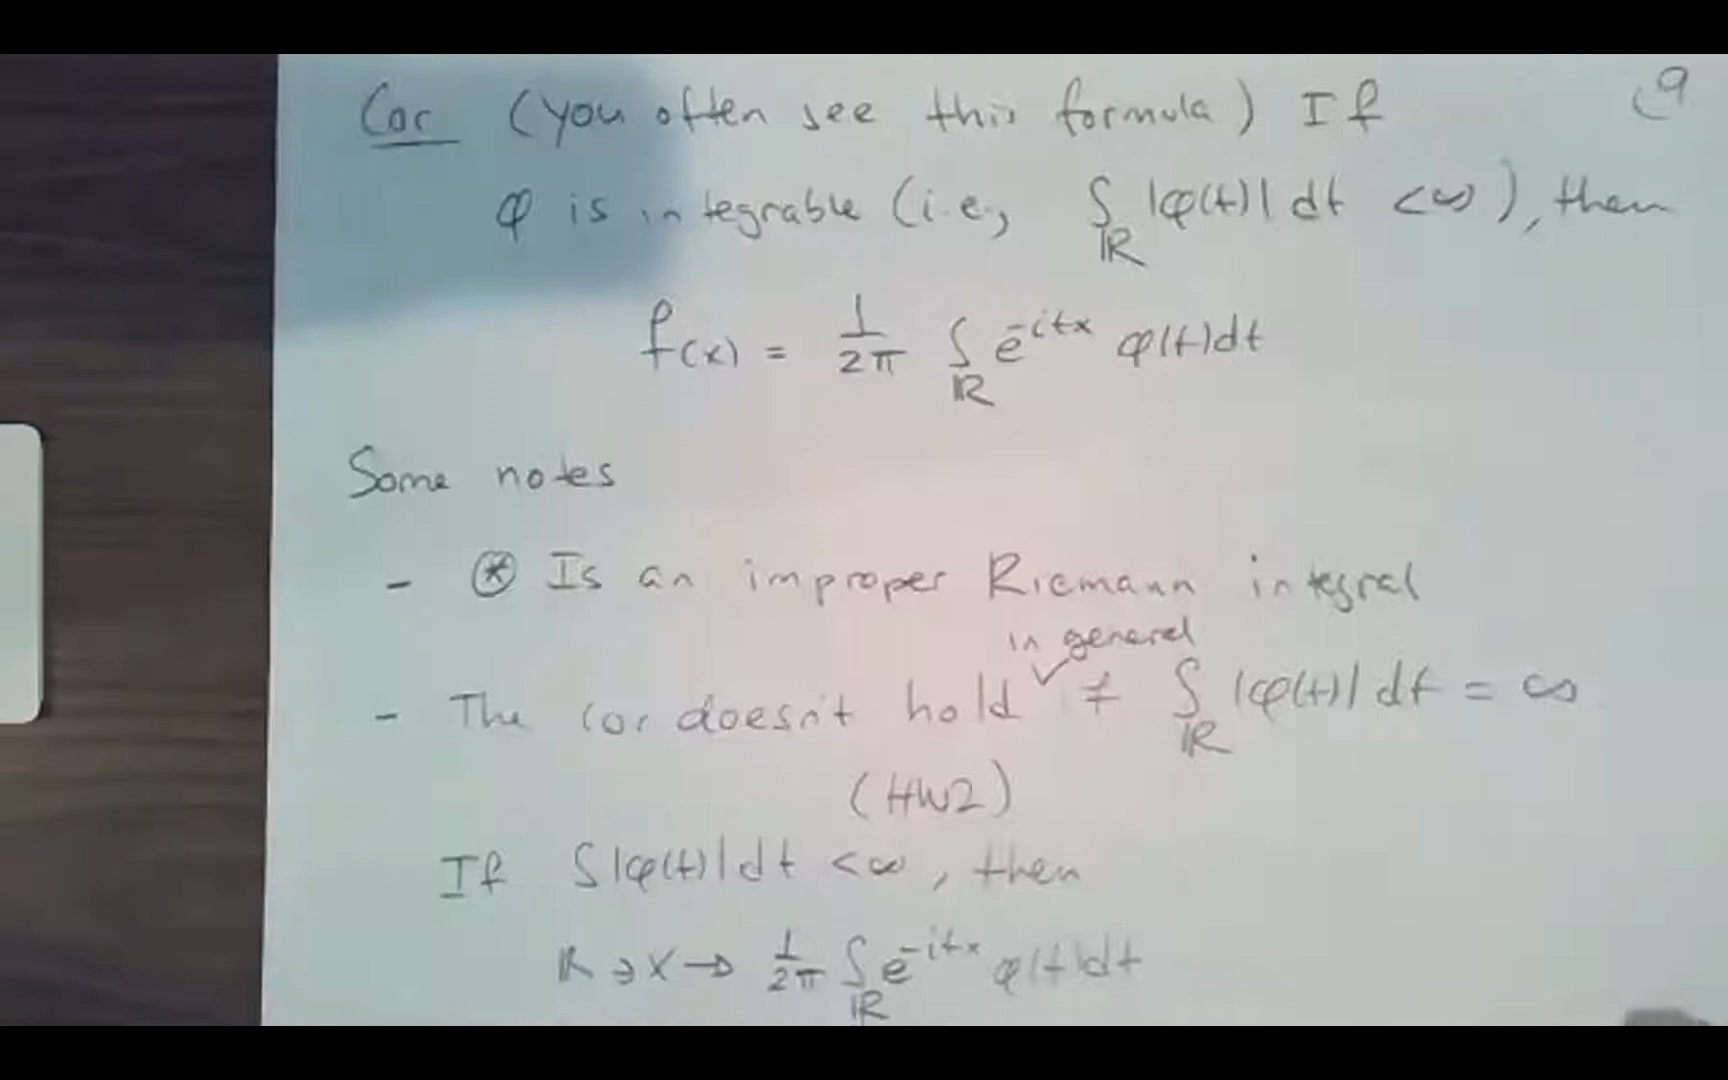 Cor (you often see this formula) If
φ is integrable (i.e., ∫_ℝ |φ(t)| dt < ∞), then
f(x) = 1/2π ∫_ℝ e^{-itx} φ(t)dt
Some notes
- ⊛ Is an improper Riemann integral
in general
- The cor doesn't hold ✓ if ∫_ℝ |φ(t)| dt = ∞
(HW2)
If ∫|φ(t)|dt < ∞, then
ℝ ∋ x → 1/2π ∫_ℝ e^{-itx} φ(t)dt